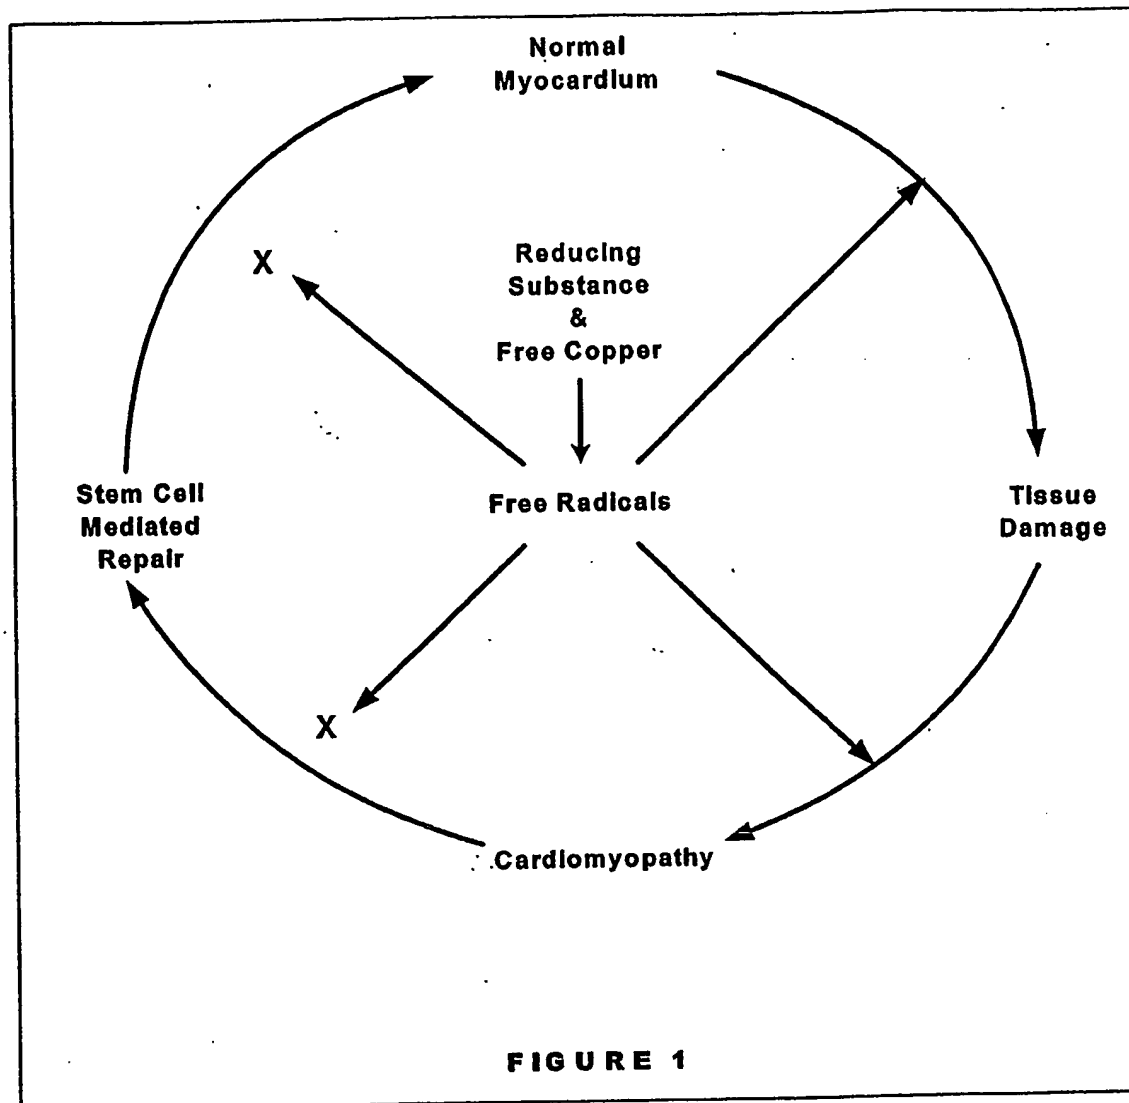 Normal
Myocardium
Reducing
Substance
&
Free Copper
X
Stem Cell
Mediated
Repair
Free Radicals
Tissue
Damage
X
Cardiomyopathy
FIGURE 1